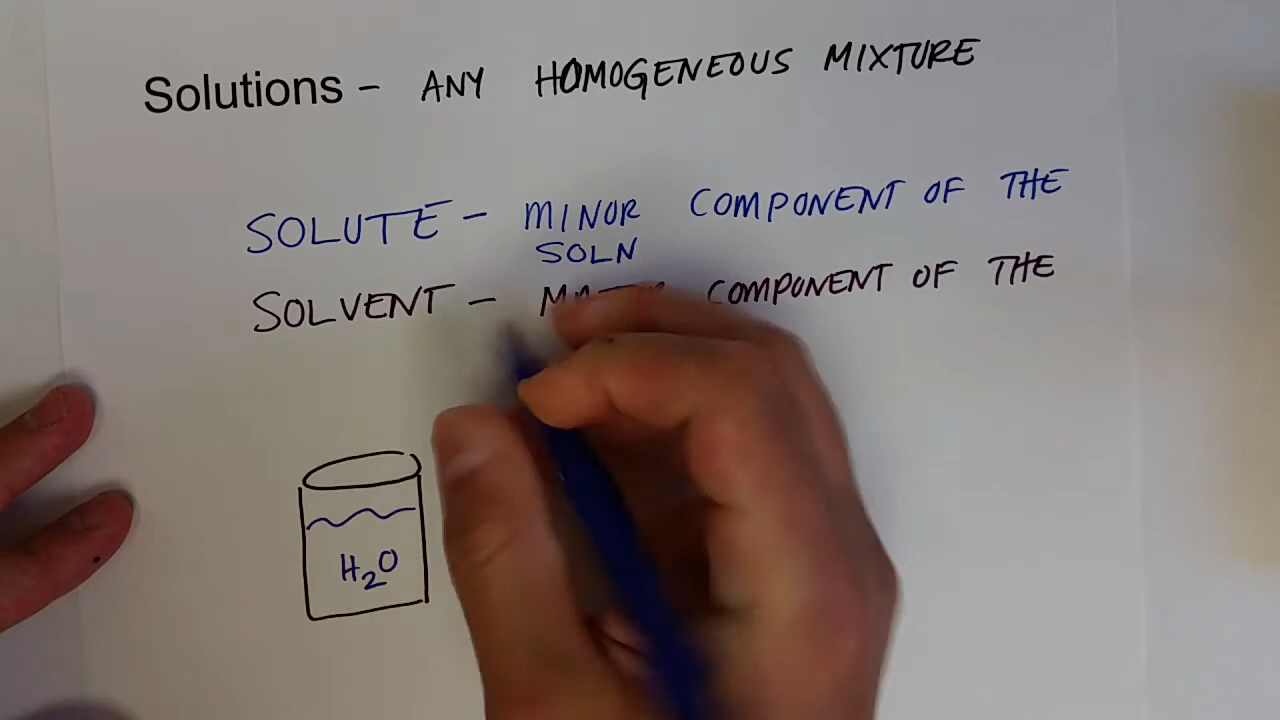 Solutions - ANY HOMOGENEOUS MIXTURE
SOLUTE - MINOR COMPONENT OF THE
SOLN
SOLVENT - COMPONENT OF THE
H₂O